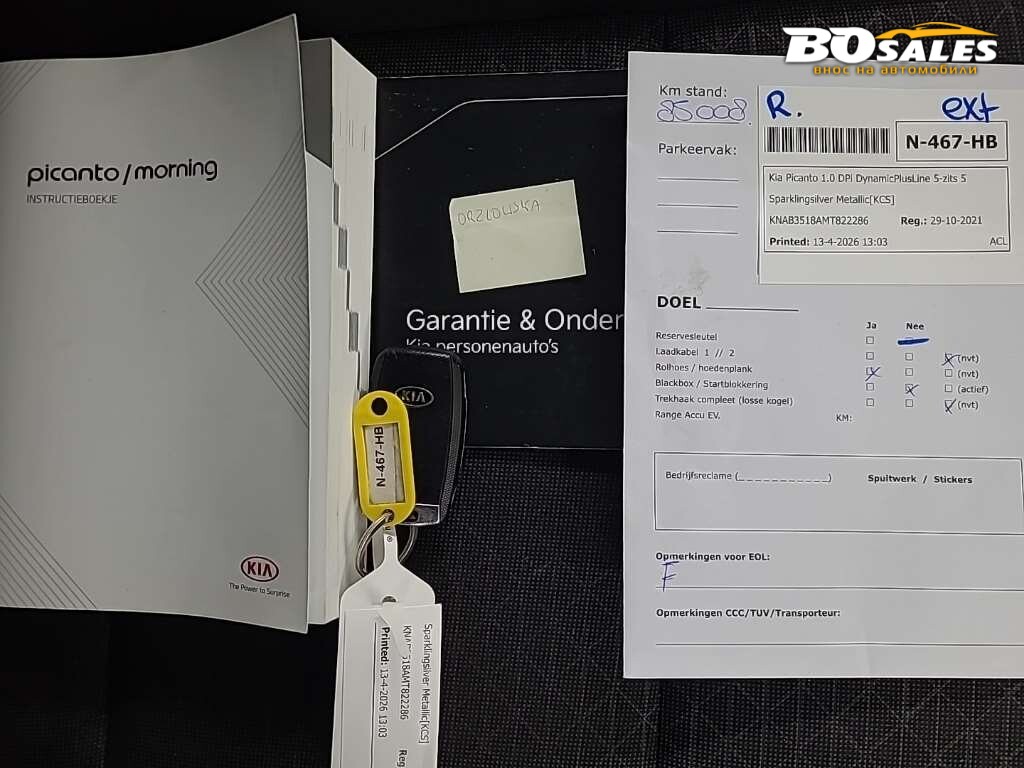 BOSALES
внос на автомобили
picanto / morning
INSTRUCTIEBOEKJE
KIA
The Power to Surprise
ORZLOWSKA
Garantie & Onder
Kia personenauto's
KIA
N-467-HB
Sparklingsilver Metallic[KCS]
KNAB3518AMT822286
Reg
Printed: 13-4-2026 13:03
Km stand:
85008
Parkeervak:
R.
ext
N-467-HB
Kia Picanto 1.0 DPi DynamicPlusLine 5-zits 5
Sparklingsilver Metallic[KCS]
KNAB3518AMT822286 Reg.: 29-10-2021
Printed: 13-4-2026 13:03 ACL
DOEL
Ja Nee
Reservesleutel
Laadkabel 1 // 2 (nvt)
Rolhoes / hoedenplank (nvt)
Blackbox / Startblokkering (actief)
Trekhaak compleet (losse kogel) (nvt)
Range Accu EV. KM:
Bedrijfsreclame (___________) Spuitwerk / Stickers
Opmerkingen voor EOL:
F
Opmerkingen CCC/TUV/Transporteur: